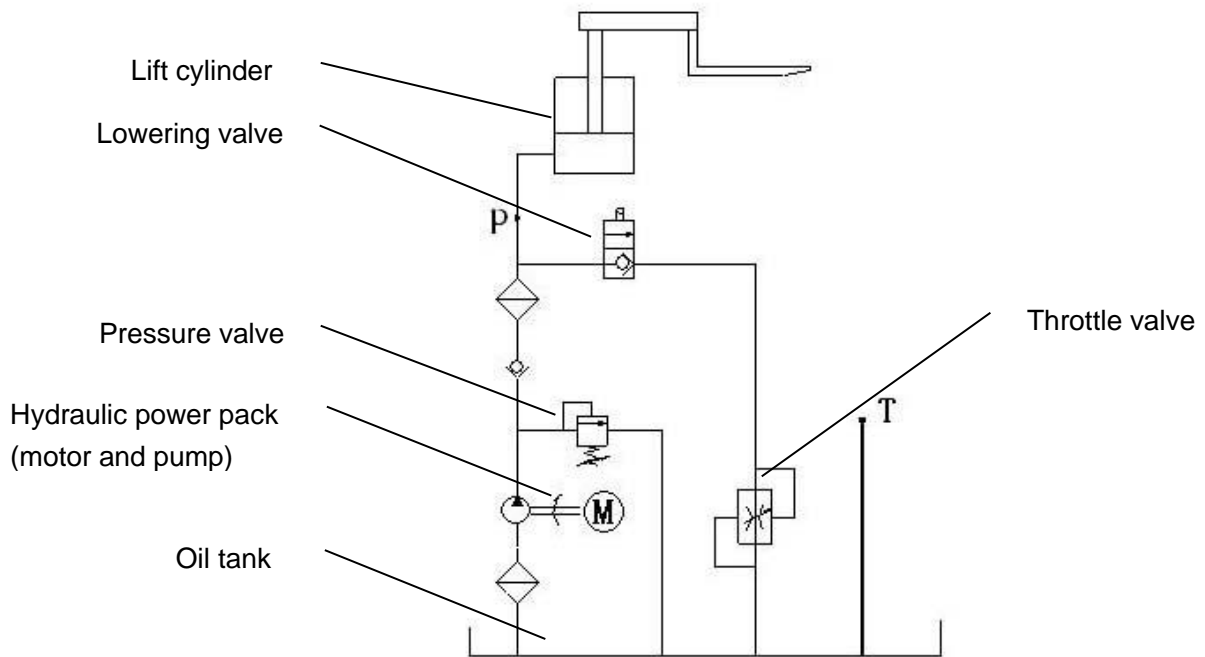 Lift cylinder
Lowering valve
p
Pressure valve
Throttle valve
Hydraulic power pack
(motor and pump)
T
M
Oil tank